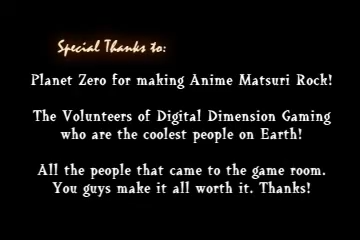 Special Thanks to:
Planet Zero for making Anime Matsuri Rock!
The Volunteers of Digital Dimension Gaming
who are the coolest people on Earth!
All the people that came to the game room.
You guys make it all worth it. Thanks!